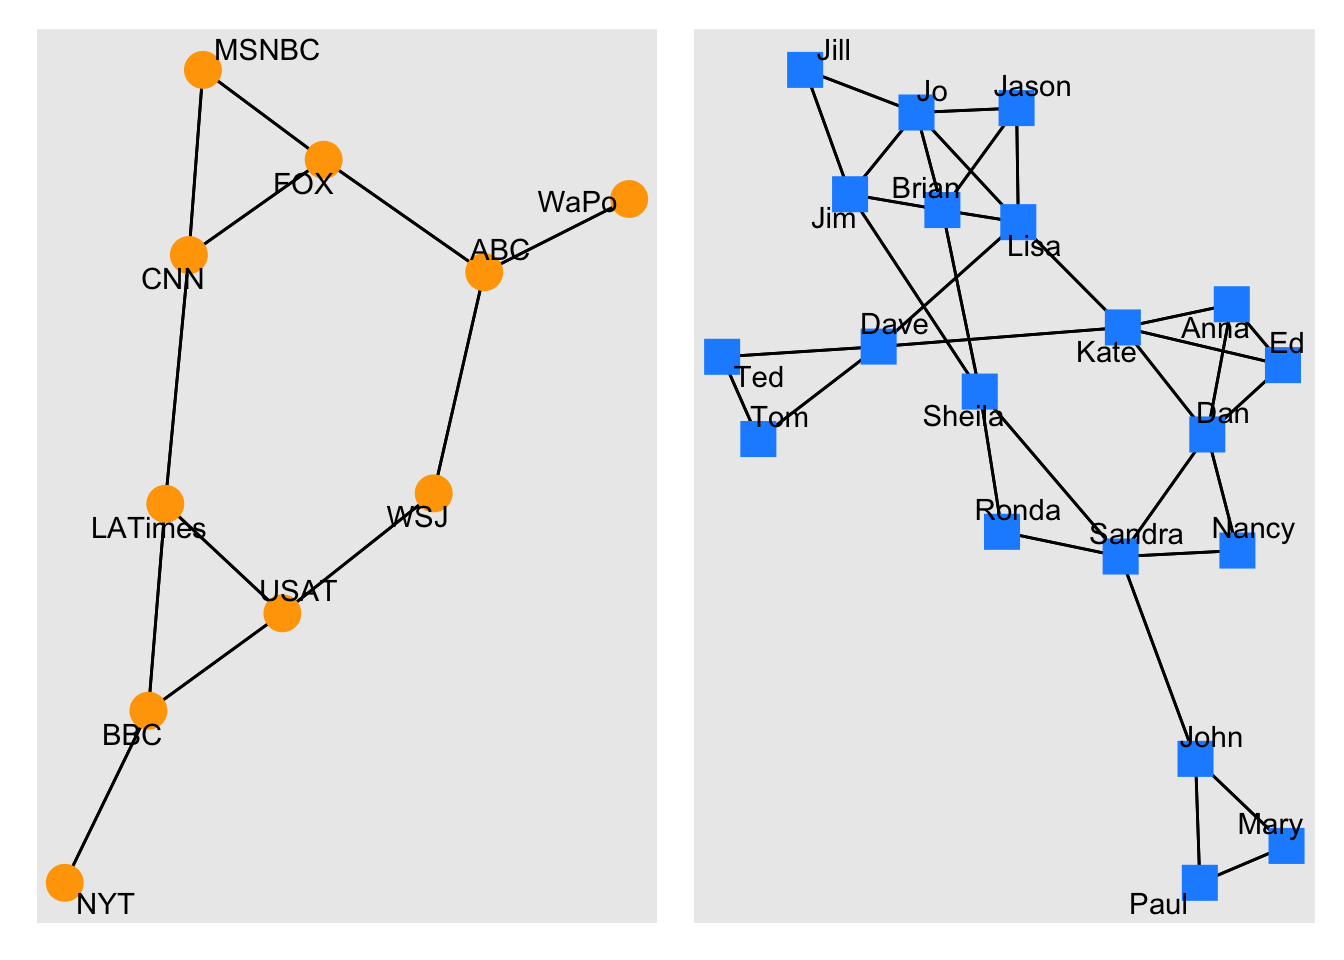 MSNBC
FOX
WaPo
ABC
CNN
WSJ
LATimes
USAT
BBC
NYT
Jill
Jo
Jason
Brian
Jim
Lisa
Dave
Anna
Ed
Kate
Ted
Tom
Sheila
Dan
Ronda
Sandra
Nancy
John
Mary
Paul